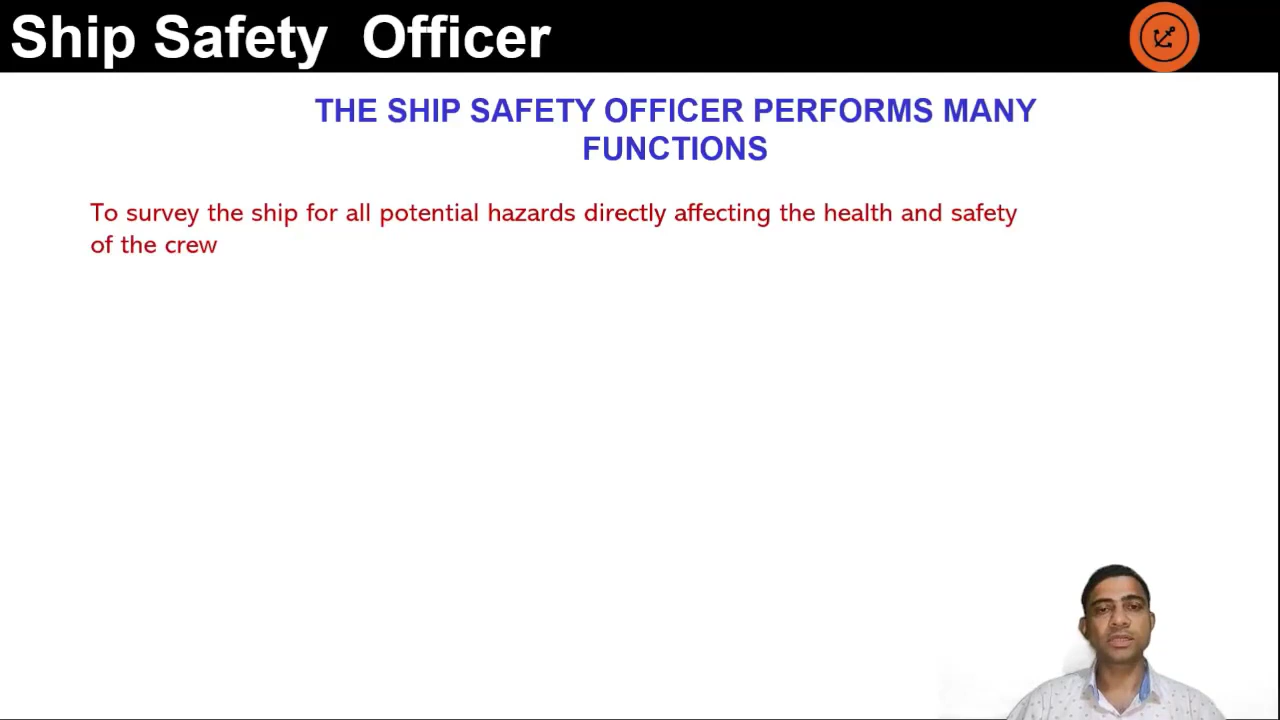 Ship Safety  Officer
THE SHIP SAFETY OFFICER PERFORMS MANY
FUNCTIONS
To survey the ship for all potential hazards directly affecting the health and safety
of the crew